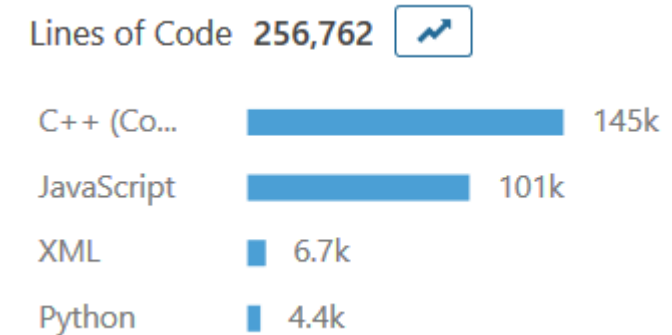 Lines of Code 256,762
C++ (Co... 145k
JavaScript 101k
XML 6.7k
Python 4.4k